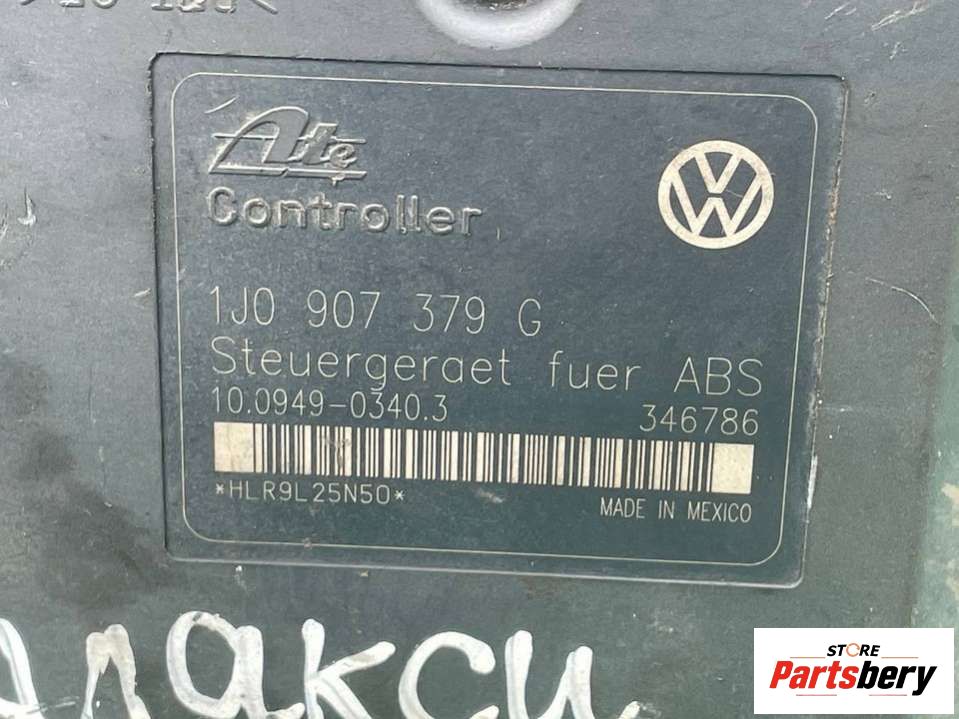 Ate
Controller
1J0 907 379 G
Steuergeraet fuer ABS
10.0949-0340.3
346786
*HLR9L25N50*
MADE IN MEXICO
алакси
STORE
Partsbery